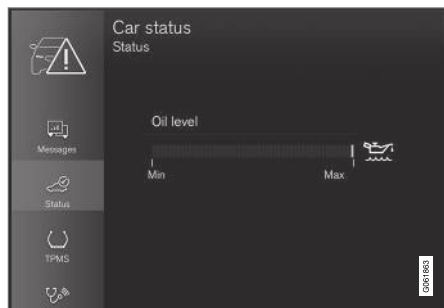 Car status
Status
Messages
Status
TPMS
Oil level
Min Max
G061863